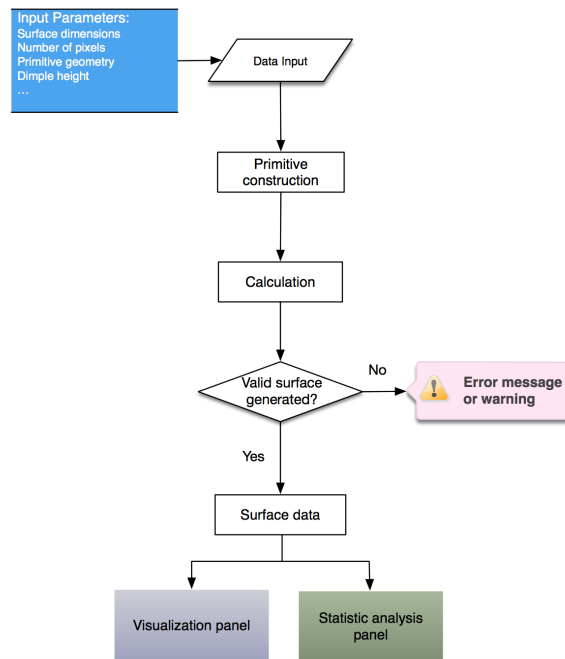 Input Parameters:
Surface dimensions
Number of pixels
Primitive geometry
Dimple height
...
Data Input
Primitive
construction
Calculation
Valid surface
generated?
No
Error message
or warning
Yes
Surface data
Visualization panel
Statistic analysis
panel